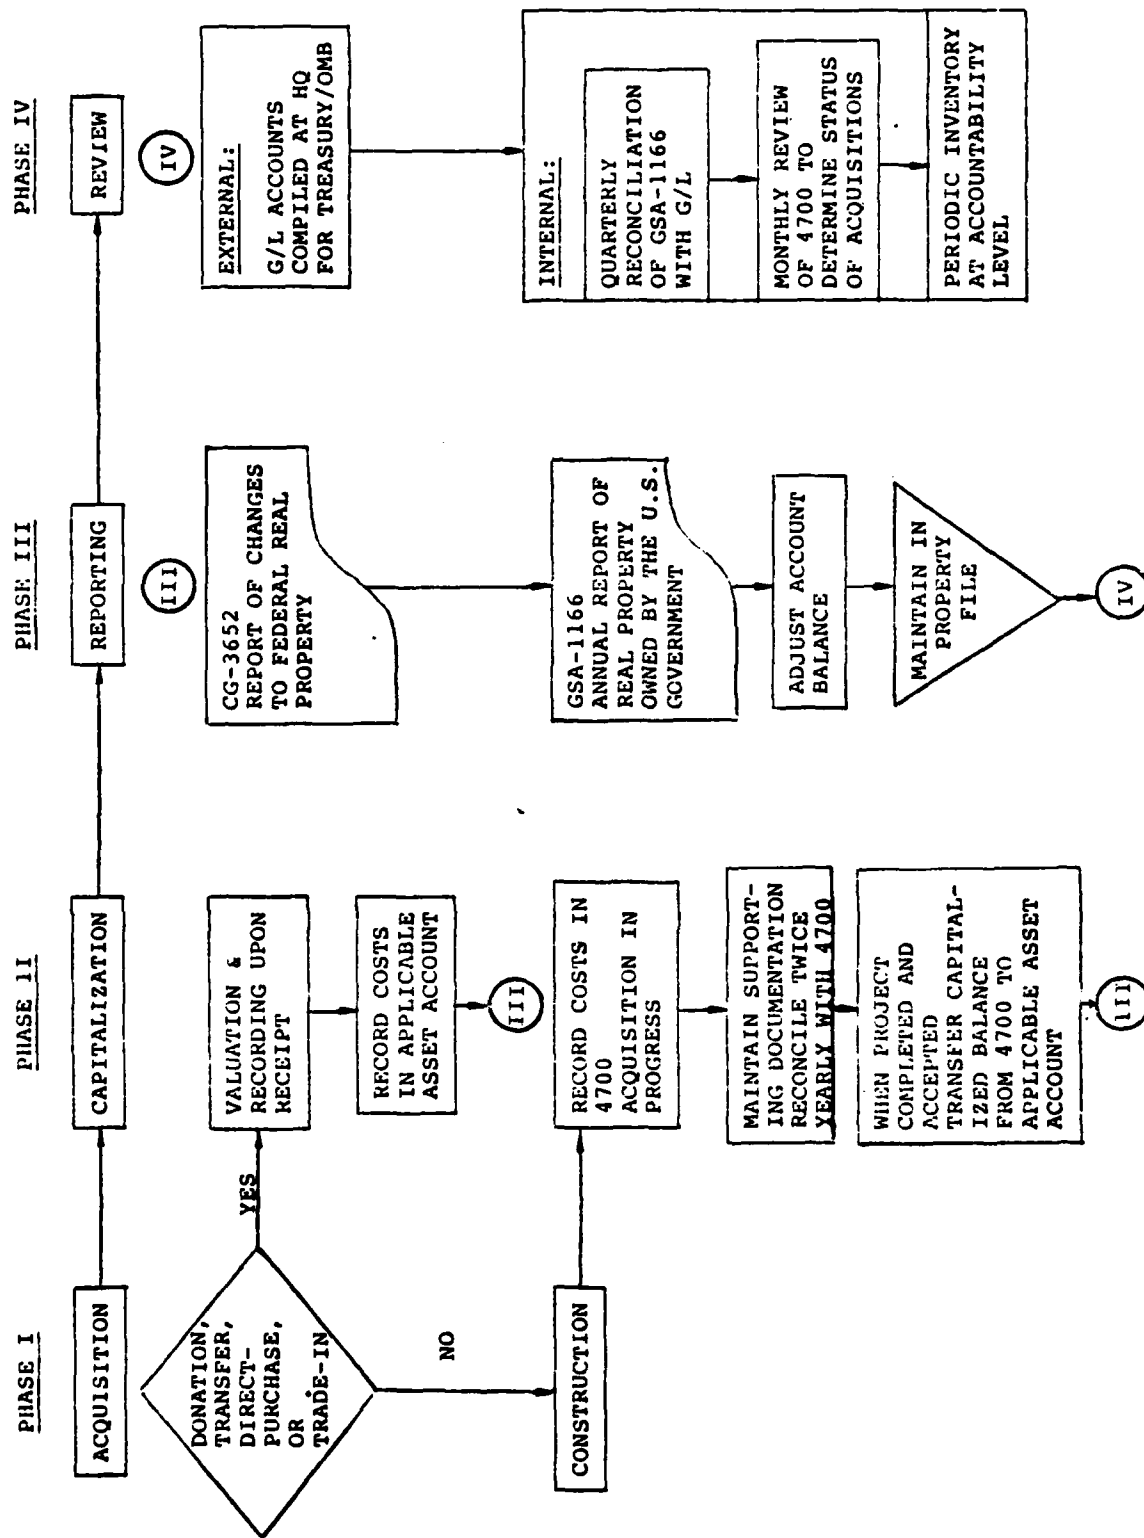 PHASE I
ACQUISITION
DONATION,
TRANSFER,
DIRECT-
PURCHASE,
OR
TRADE-IN
YES
NO
CONSTRUCTION
PHASE II
CAPITALIZATION
VALUATION &
RECORDING UPON
RECEIPT
RECORD COSTS
IN APPLICABLE
ASSET ACCOUNT
III
RECORD COSTS IN
4700
ACQUISITION IN
PROGRESS
MAINTAIN SUPPORT-
ING DOCUMENTATION
RECONCILE TWICE
YEARLY WITH 4700
WHEN PROJECT
COMPLETED AND
ACCEPTED
TRANSFER CAPITAL-
IZED BALANCE
FROM 4700 TO
APPLICABLE ASSET
ACCOUNT
III
PHASE III
REPORTING
III
CG-3652
REPORT OF CHANGES
TO FEDERAL REAL
PROPERTY
GSA-1166
ANNUAL REPORT OF
REAL PROPERTY
OWNED BY THE U.S.
GOVERNMENT
ADJUST ACCOUNT
BALANCE
MAINTAIN IN
PROPERTY
FILE
IV
PHASE IV
REVIEW
IV
EXTERNAL:
G/L ACCOUNTS
COMPILED AT HQ
FOR TREASURY/OMB
INTERNAL:
QUARTERLY
RECONCILIATION
OF GSA-1166
WITH G/L
MONTHLY REVIEW
OF 4700 TO
DETERMINE STATUS
OF ACQUISITIONS
PERIODIC INVENTORY
AT ACCOUNTABILITY
LEVEL